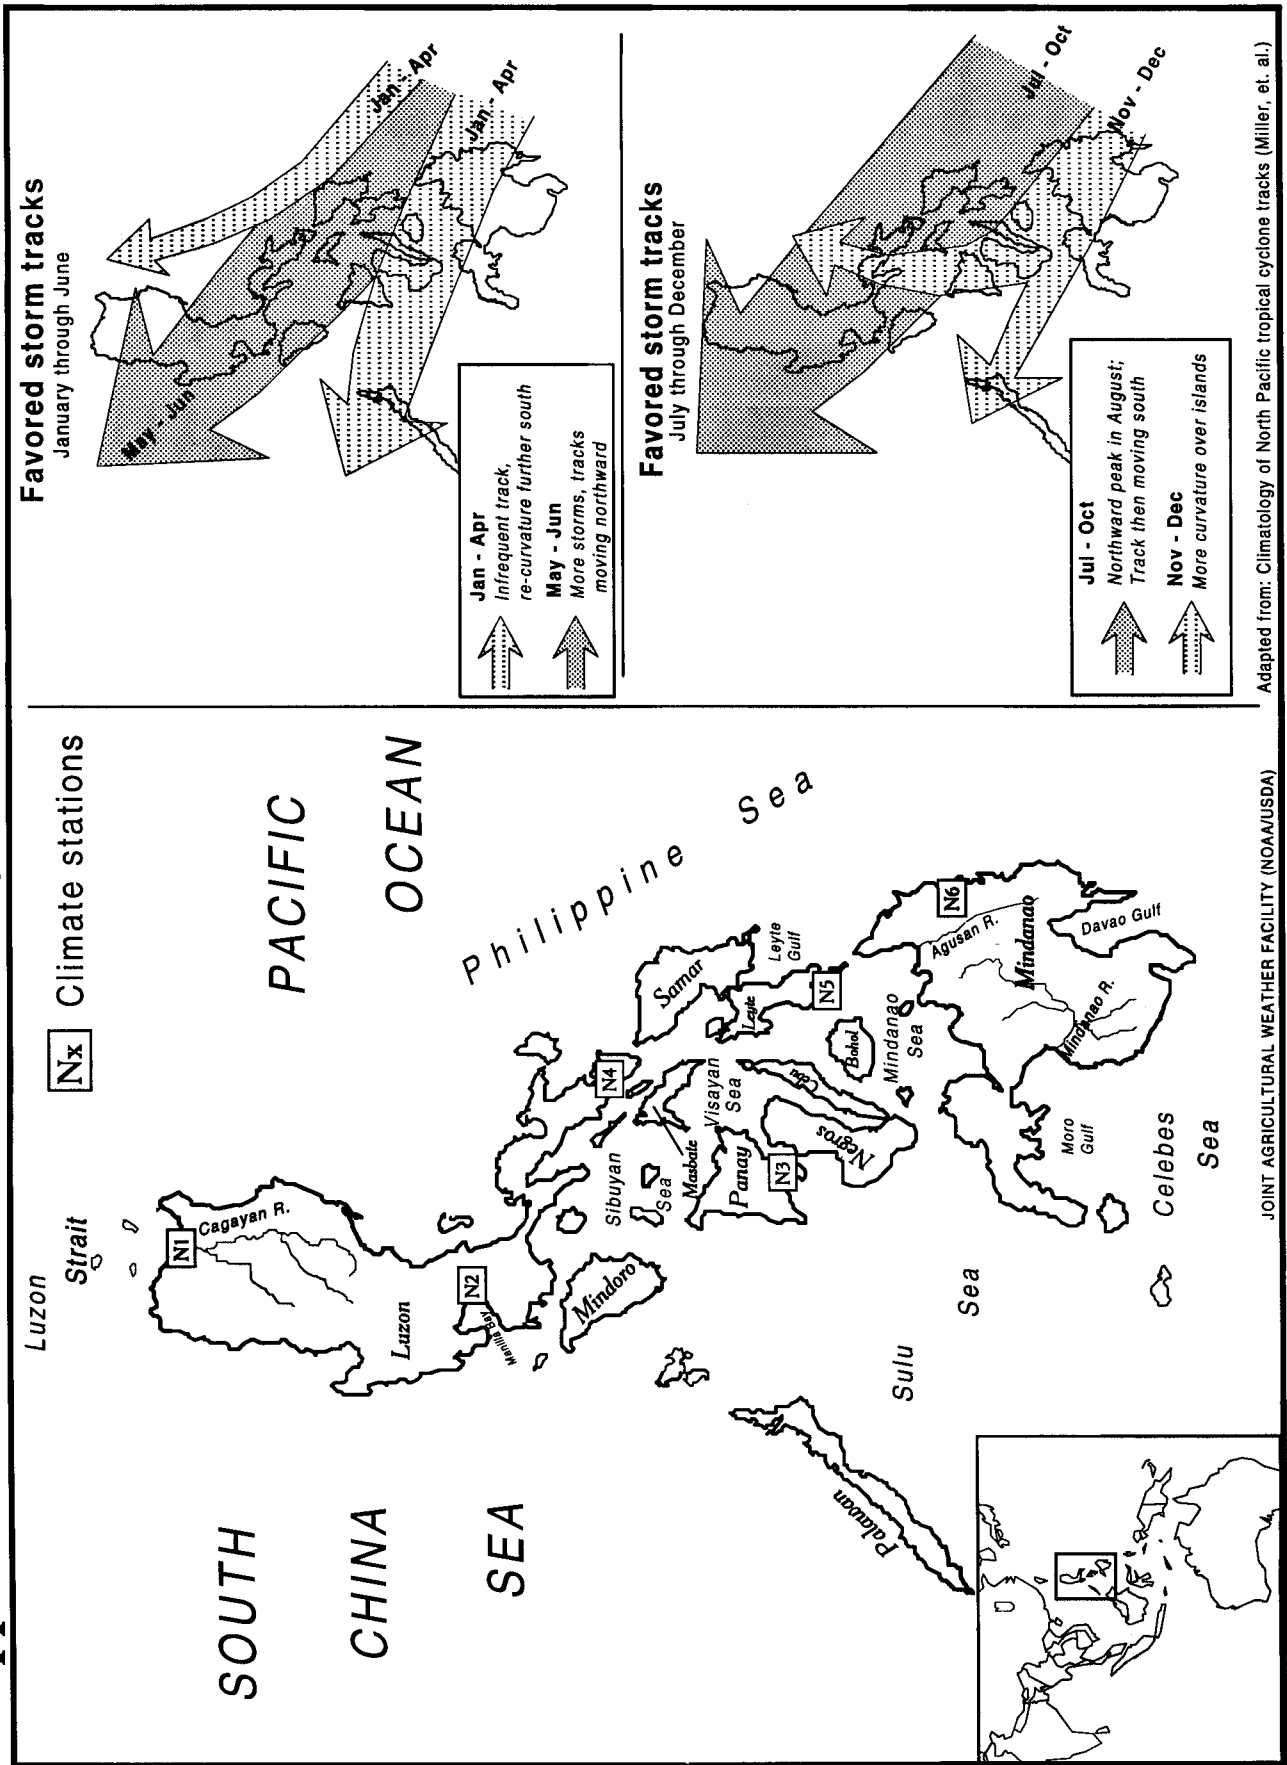 Nx Climate stations
Luzon
Strait
PACIFIC
OCEAN
Philippine Sea
SOUTH
CHINA
SEA
N1
Cagayan R.
Luzon
N2
Manilla Bay
Mindoro
N4
Sibuyan
Sea
Masbate
Samar
Leyte
Gulf
Leyte
N5
Visayan
Sea
Panay
N3
Negros
Cebu
Bohol
Mindanao
Sea
N6
Agusan R.
Mindanao
Mindanao R.
Davao Gulf
Moro
Gulf
Celebes
Sea
Sulu
Sea
Palawan
JOINT AGRICULTURAL WEATHER FACILITY (NOAA/USDA)
Favored storm tracks
January through June
Jan - Apr
Jan - Apr
May - Jun
Jan - Apr
Infrequent track,
re-curvature further south
May - Jun
More storms, tracks
moving northward
Favored storm tracks
July through December
Jul - Oct
Nov - Dec
Jul - Oct
Northward peak in August;
Track then moving south
Nov - Dec
More curvature over islands
Adapted from: Climatology of North Pacific tropical cyclone tracks (Miller, et. al.)